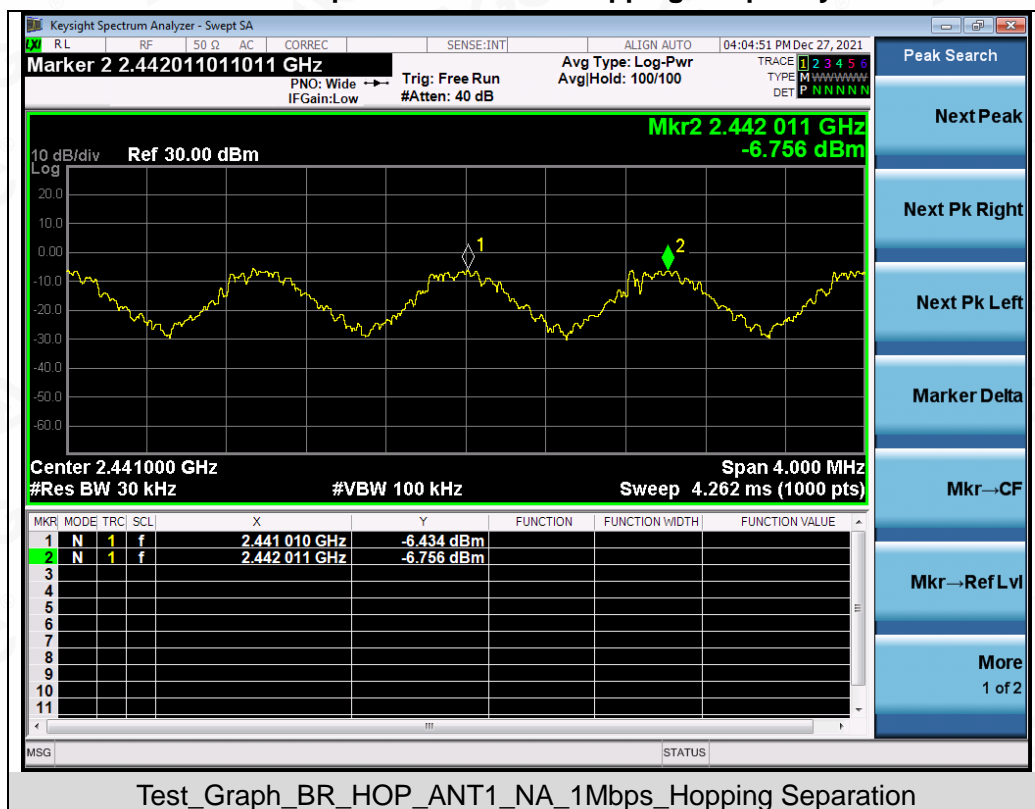 Keysight Spectrum Analyzer - Swept SA
LXI RL RF 50 Ω AC CORREC SENSE:INT ALIGN AUTO 04:04:51 PM Dec 27, 2021
Marker 2 2.442011011011 GHz
PNO: Wide
IFGain:Low
Trig: Free Run
#Atten: 40 dB
Avg Type: Log-Pwr
Avg|Hold: 100/100
TRACE 1 2 3 4 5 6
TYPE M WWWWW
DET P N N N N N
Mkr2 2.442 011 GHz
-6.756 dBm
10 dB/div Ref 30.00 dBm
Log
20.0
10.0
0.00
-10.0
-20.0
-30.0
-40.0
-50.0
-60.0
1
2
Center 2.441000 GHz Span 4.000 MHz
#Res BW 30 kHz #VBW 100 kHz Sweep 4.262 ms (1000 pts)
MKR MODE TRC SCL X Y FUNCTION FUNCTION WIDTH FUNCTION VALUE
1 N 1 f 2.441 010 GHz -6.434 dBm
2 N 1 f 2.442 011 GHz -6.756 dBm
3
4
5
6
7
8
9
10
11
MSG STATUS
Peak Search
Next Peak
Next Pk Right
Next Pk Left
Marker Delta
Mkr→CF
Mkr→Ref Lvl
More
1 of 2
Test_Graph_BR_HOP_ANT1_NA_1Mbps_Hopping Separation